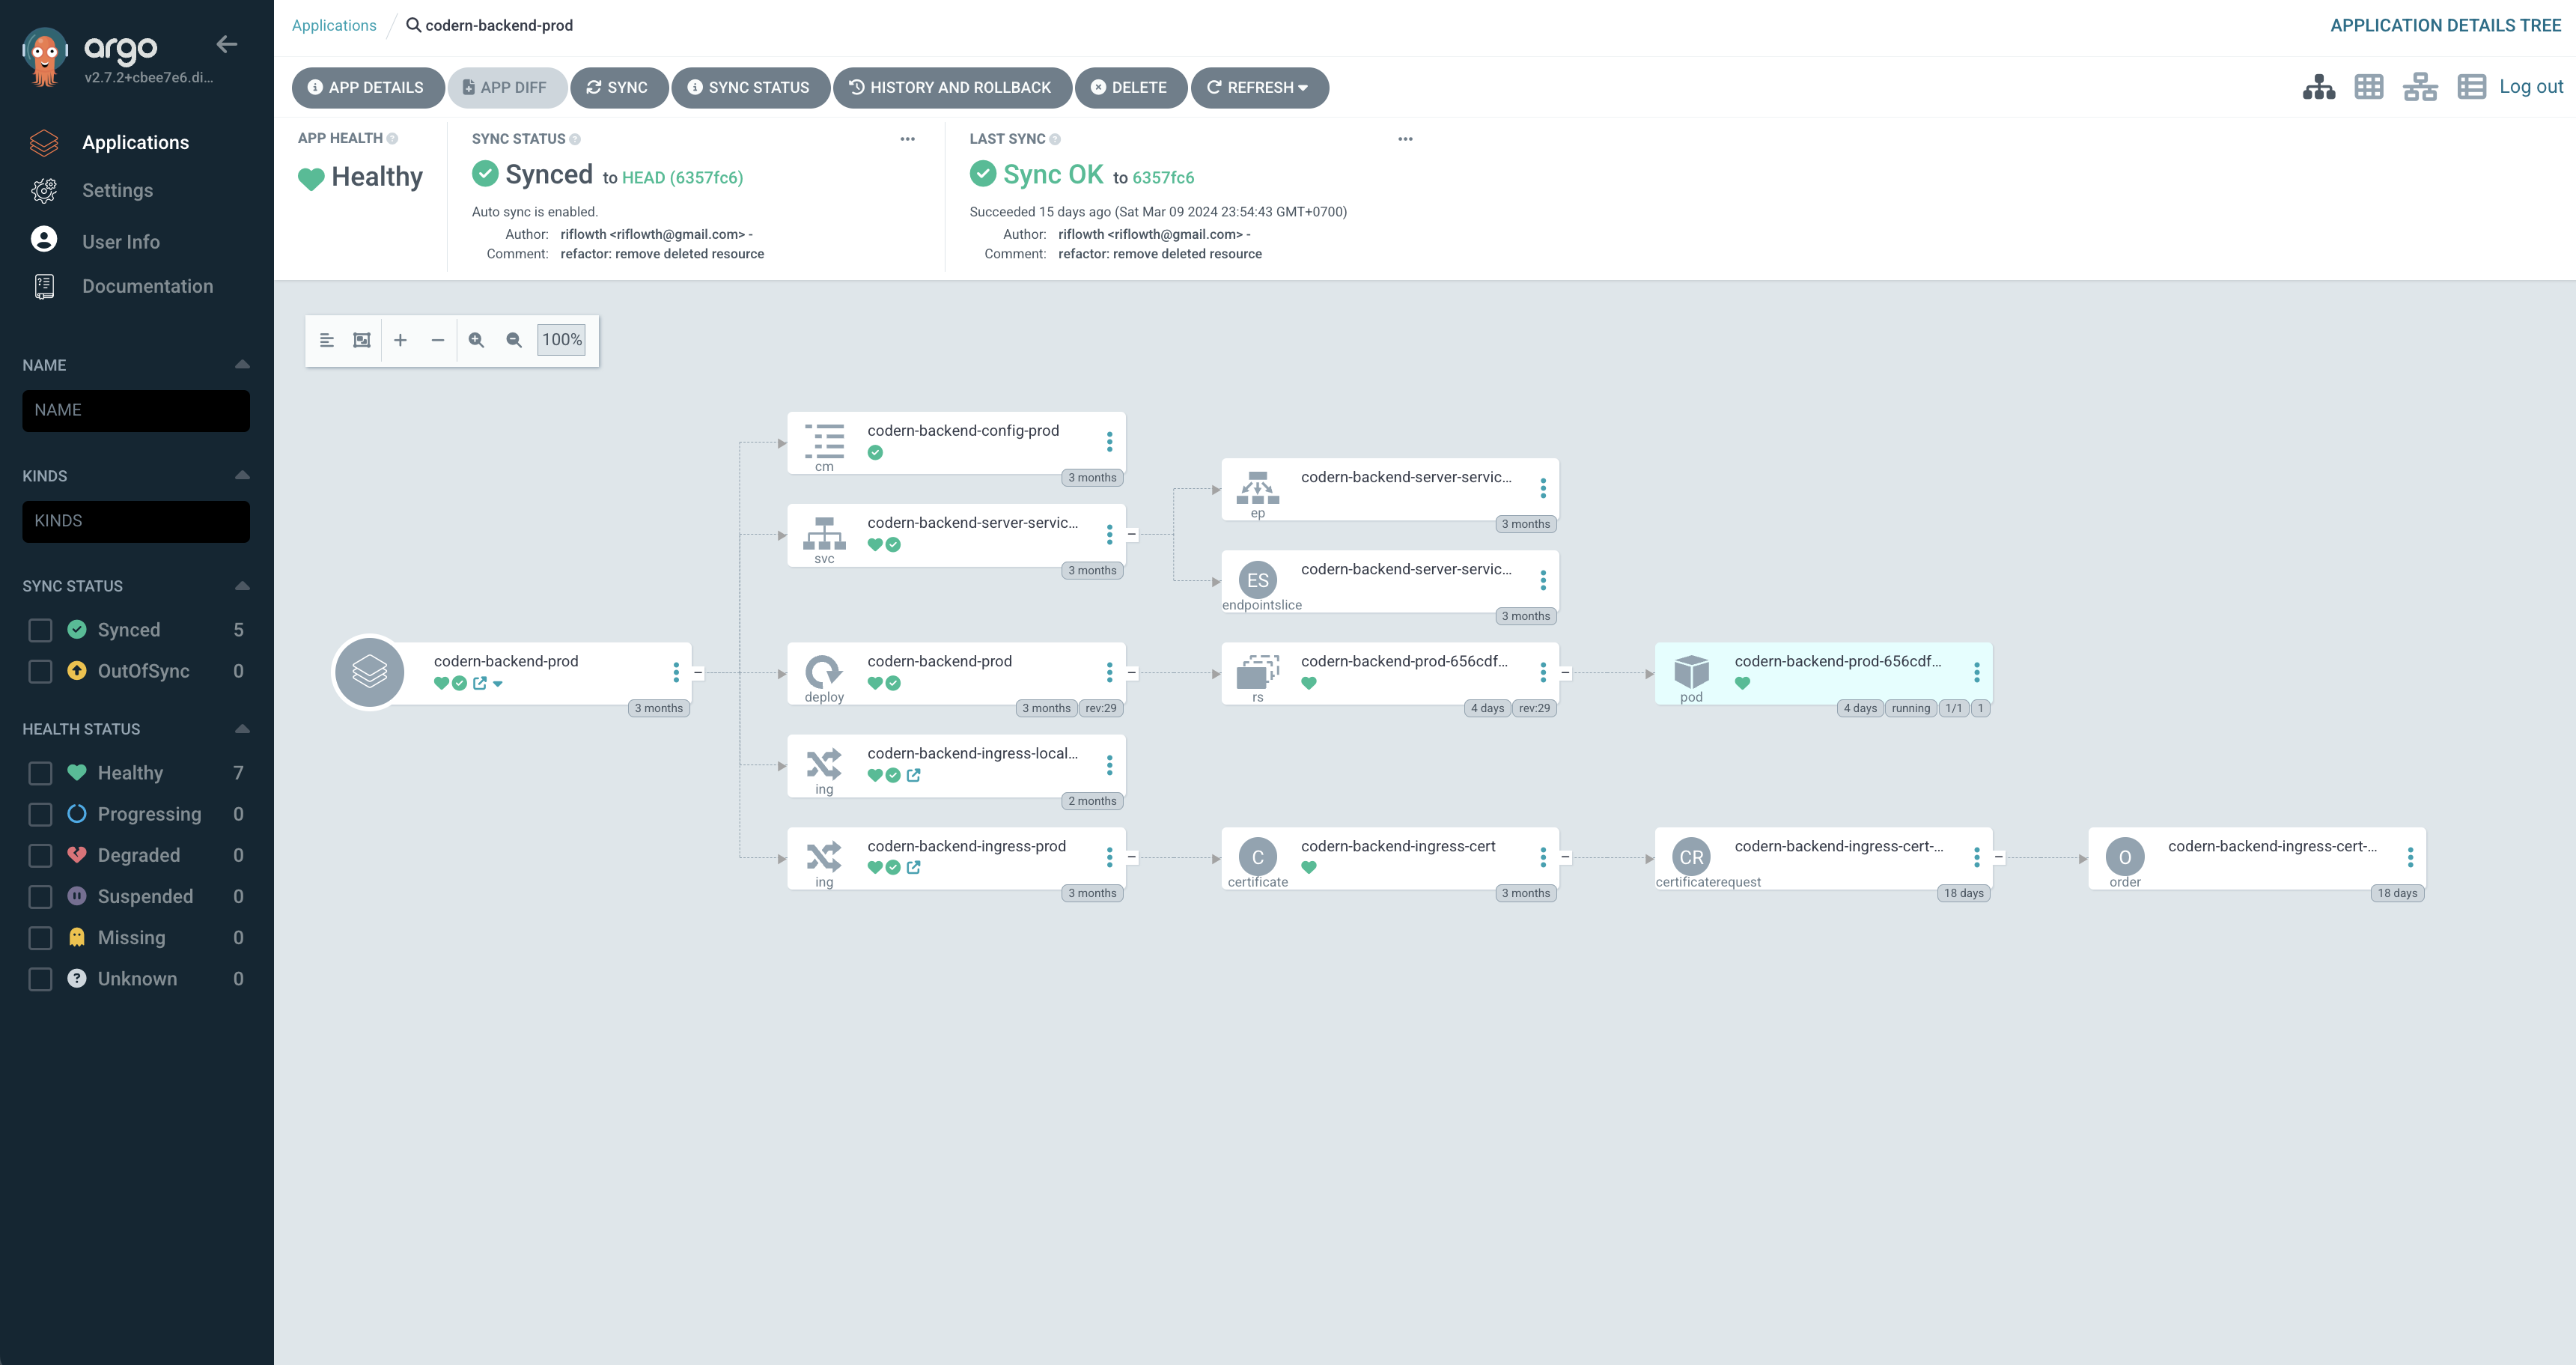 argo
v2.7.2+cbee7e6.di...
Applications
Settings
User Info
Documentation
NAME
NAME
KINDS
KINDS
SYNC STATUS
Synced 5
OutOfSync 0
HEALTH STATUS
Healthy 7
Progressing 0
Degraded 0
Suspended 0
Missing 0
Unknown 0
Applications / codern-backend-prod
APPLICATION DETAILS TREE
APP DETAILS APP DIFF SYNC SYNC STATUS HISTORY AND ROLLBACK DELETE REFRESH
Log out
APP HEALTH
Healthy
SYNC STATUS
Synced to HEAD (6357fc6)
Auto sync is enabled.
Author: riflowth <riflowth@gmail.com> -
Comment: refactor: remove deleted resource
LAST SYNC
Sync OK to 6357fc6
Succeeded 15 days ago (Sat Mar 09 2024 23:54:43 GMT+0700)
Author: riflowth <riflowth@gmail.com> -
Comment: refactor: remove deleted resource
100%
codern-backend-config-prod
cm
3 months
codern-backend-server-servic...
svc
3 months
codern-backend-server-servic...
ep
3 months
ES
codern-backend-server-servic...
endpointslice
3 months
codern-backend-prod
3 months
codern-backend-prod
deploy
3 months rev:29
codern-backend-prod-656cdf...
rs
4 days rev:29
codern-backend-prod-656cdf...
pod
4 days running 1/1 1
codern-backend-ingress-local...
ing
2 months
codern-backend-ingress-prod
ing
3 months
C
codern-backend-ingress-cert
certificate
3 months
CR
codern-backend-ingress-cert-...
certificaterequest
18 days
O
codern-backend-ingress-cert-...
order
18 days